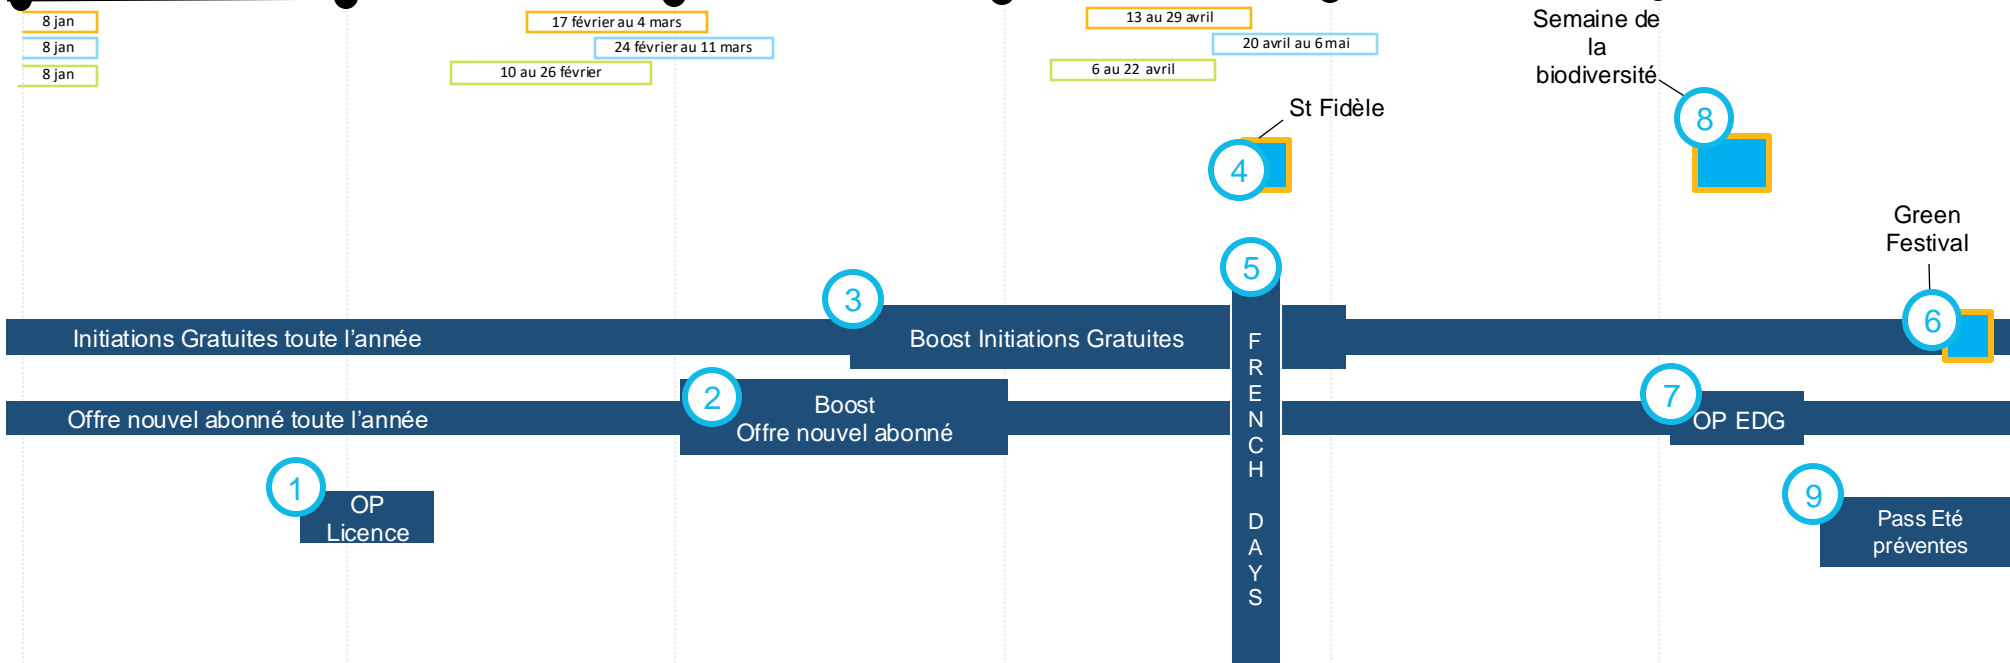 8 jan
17 février au 4 mars
13 au 29 avril
8 jan
24 février au 11 mars
20 avril au 6 mai
8 jan
10 au 26 février
6 au 22 avril
Semaine de
la
biodiversité
St Fidèle
8
4
Green
Festival
5
3
6
Initiations Gratuites toute l'année
Boost Initiations Gratuites
FRENCH DAYS
2
7
Offre nouvel abonné toute l'année
Boost
Offre nouvel abonné
OP EDG
1
OP
Licence
9
Pass Eté
préventes